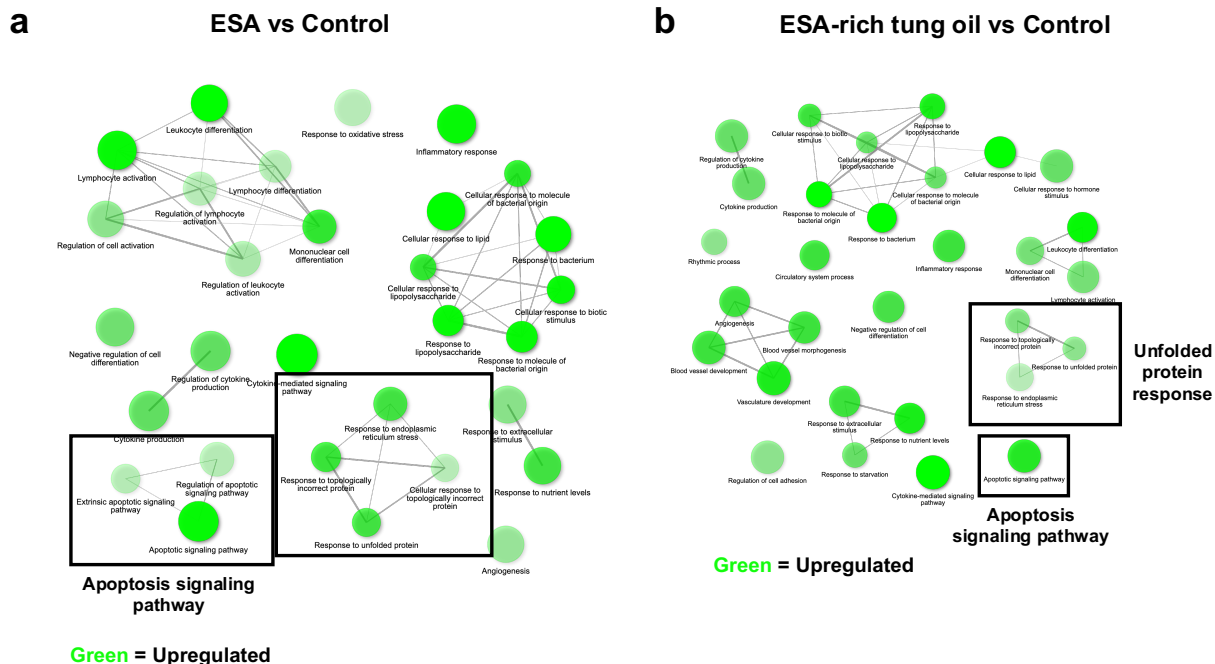 a
ESA vs Control
Leukocyte differentiation
Response to oxidative stress
Inflammatory response
Lymphocyte activation
Lymphocyte differentiation
Regulation of lymphocyte
activation
Regulation of cell activation
Mononuclear cell
differentiation
Regulation of leukocyte
activation
Cellular response to molecule
of bacterial origin
Cellular response to lipid
Response to bacterium
Cellular response to
lipopolysaccharide
Cellular response to biotic
stimulus
Response to
lipopolysaccharide
Response to molecule of
bacterial origin
Negative regulation of cell
differentiation
Regulation of cytokine
production
Cytokine-mediated signaling
pathway
Cytokine production
Response to endoplasmic
reticulum stress
Response to extracellular
stimulus
Regulation of apoptotic
signaling pathway
Extrinsic apoptotic signaling
pathway
Response to topologically
incorrect protein
Cellular response to
topologically incorrect
protein
Response to nutrient levels
Apoptotic signaling pathway
Response to unfolded protein
Angiogenesis
Apoptosis signaling
pathway
Green = Upregulated
b
ESA-rich tung oil vs Control
Regulation of cytokine
production
Cytokine production
Cellular response to biotic
stimulus
Response to
lipopolysaccharide
Cellular response to
lipopolysaccharide
Cellular response to lipid
Cellular response to hormone
stimulus
Cellular response to molecule
of bacterial origin
Response to molecule of bacterial
origin
Response to bacterium
Rhythmic process
Circulatory system process
Inflammatory response
Leukocyte differentiation
Mononuclear cell
differentiation
Lymphocyte activation
Angiogenesis
Blood vessel morphogenesis
Negative regulation of cell
differentiation
Blood vessel development
Vasculature development
Response to topologically
incorrect protein
Response to unfolded protein
Response to endoplasmic
reticulum stress
Unfolded
protein
response
Response to extracellular
stimulus
Response to nutrient levels
Response to starvation
Regulation of cell adhesion
Cytokine-mediated signaling
pathway
Apoptotic signaling pathway
Apoptosis
signaling pathway
Green = Upregulated